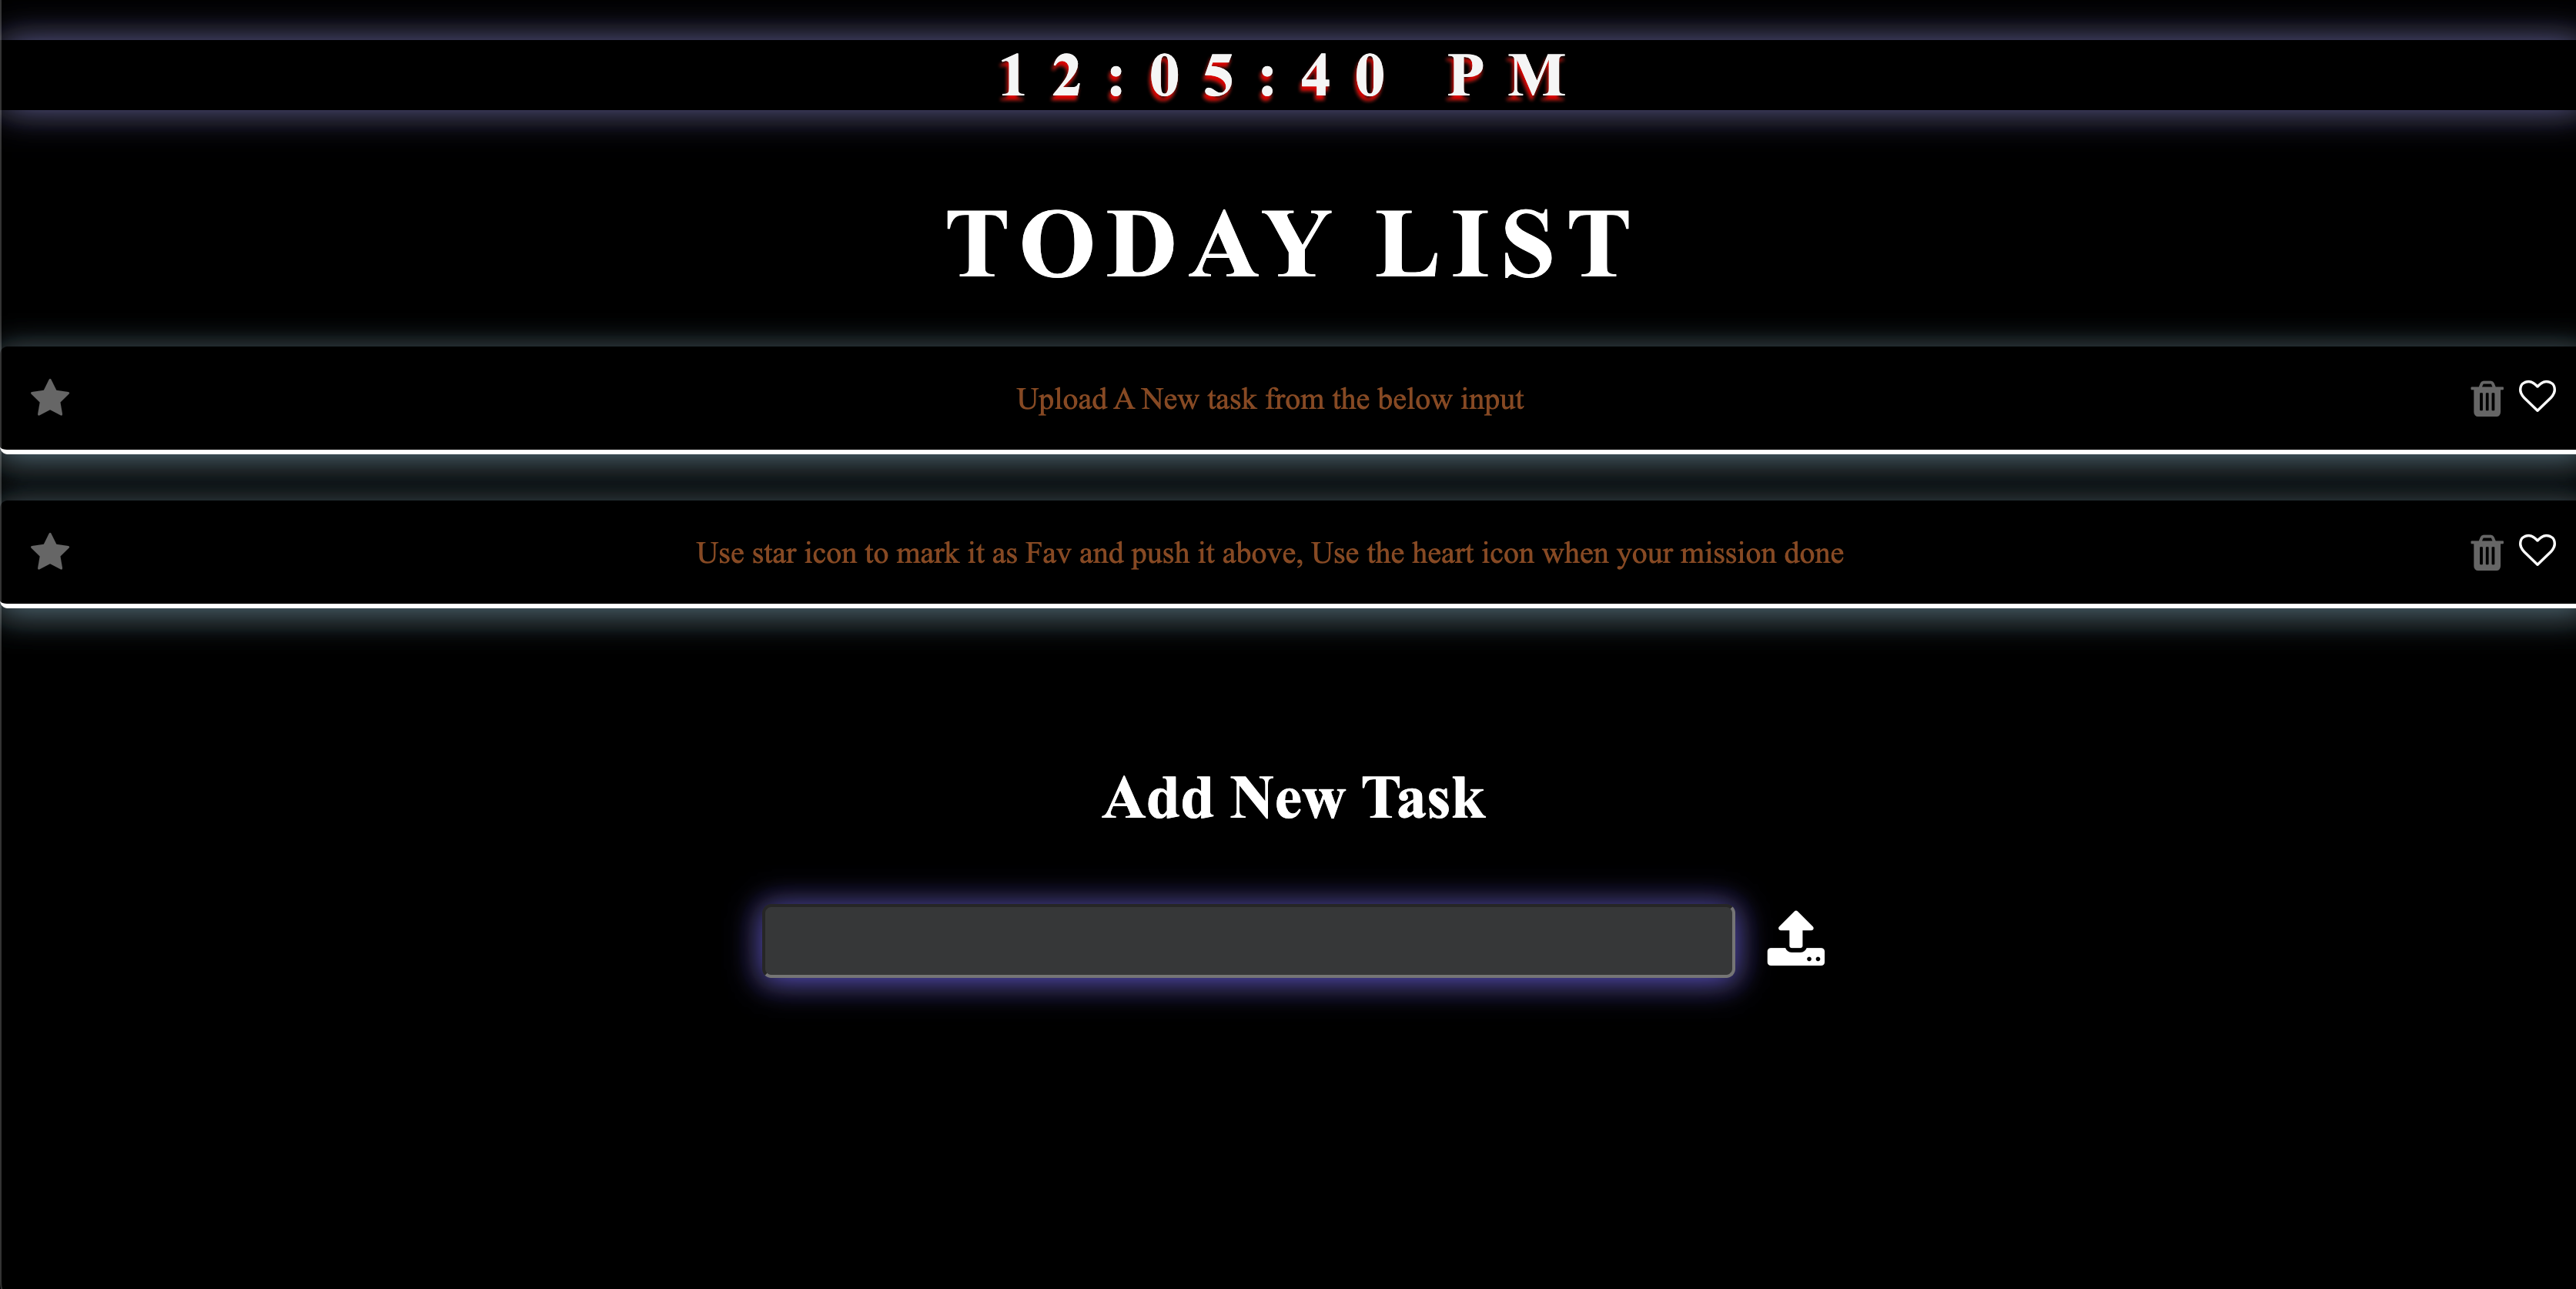 12:05:40 PM
TODAY LIST
Upload A New task from the below input
Use star icon to mark it as Fav and push it above, Use the heart icon when your mission done
Add New Task